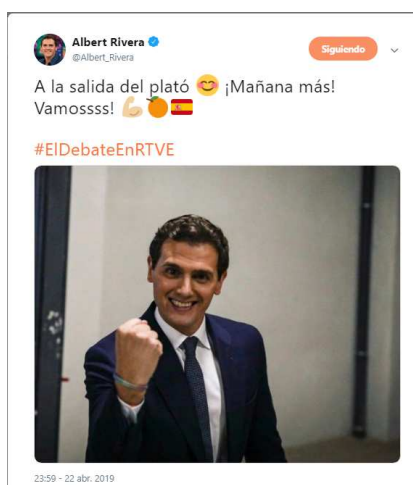 Albert Rivera
@Albert_Rivera
Siguiendo
A la salida del plató 😊 ¡Mañana más!
Vamossss! 💪🏻🍊🇪🇸
#ElDebateEnRTVE
23:59 - 22 abr. 2019